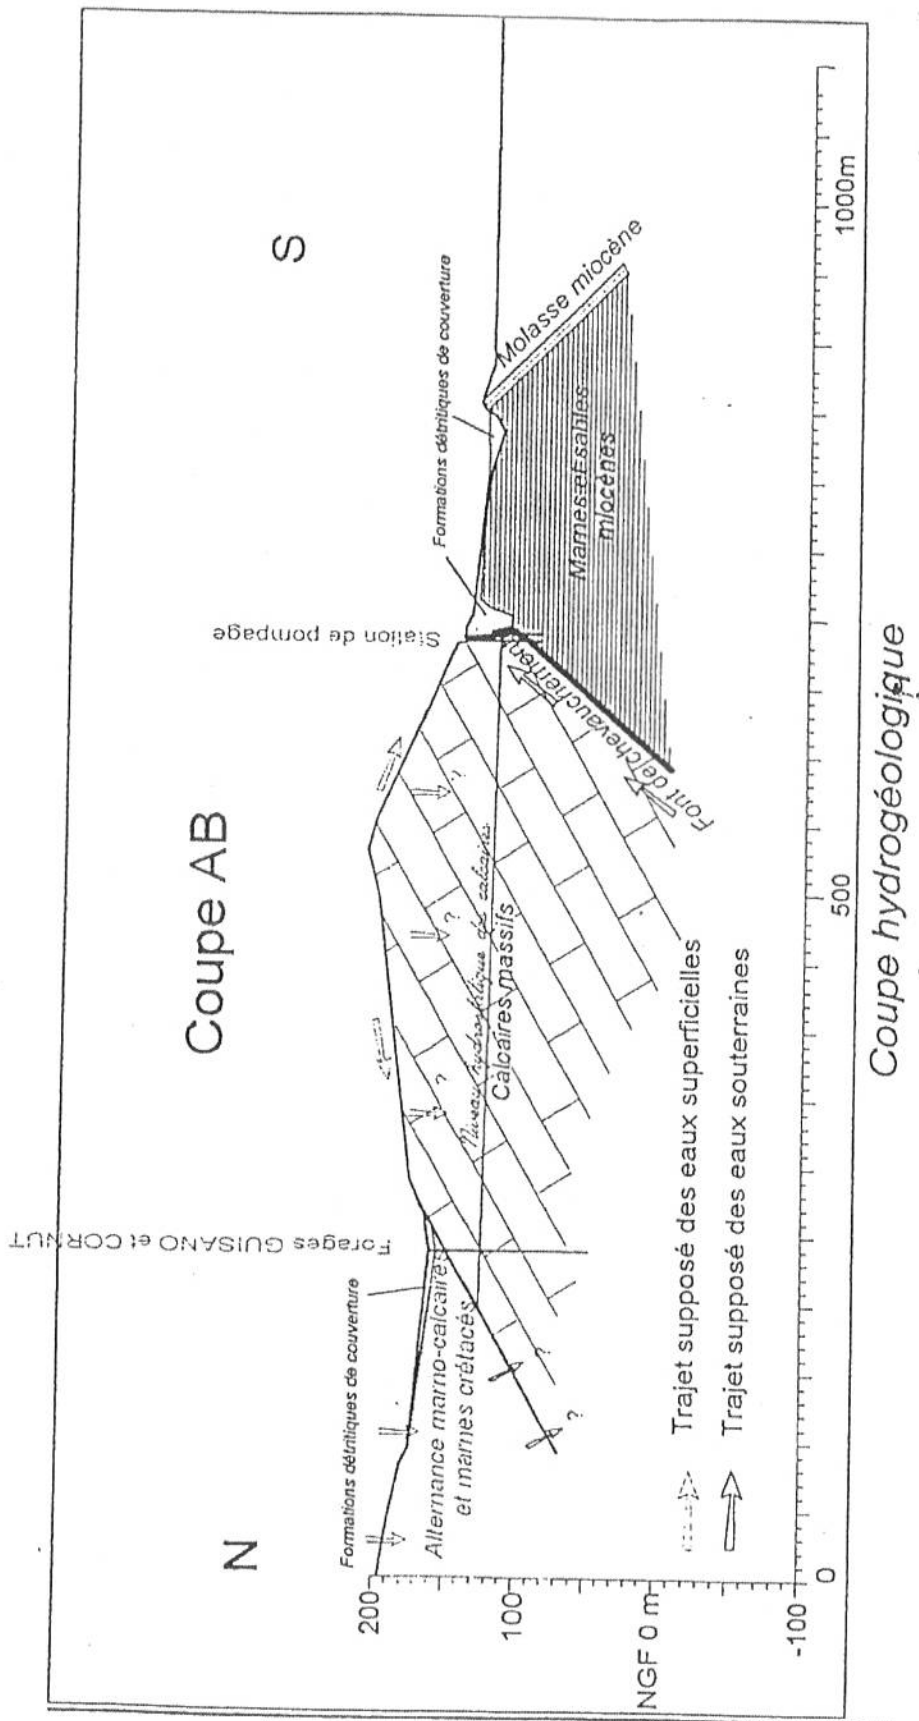 Coupe AB
N
S
Forages GUISANO et CORNUT
Station de pompage
Formations détritiques de couverture
Formations détritiques de couverture
Alternance marno-calcaires
et marnes crétacés
Niveau hydrostatique des calcaires
Calcaires massifs
Font de chevauchement
Marnes et sables
miocènes
Molasse miocène
?
?
?
?
?
200
100
NGF 0 m
-100
0
500
1000m
Trajet supposé des eaux superficielles
Trajet supposé des eaux souterraines
Coupe hydrogéologique